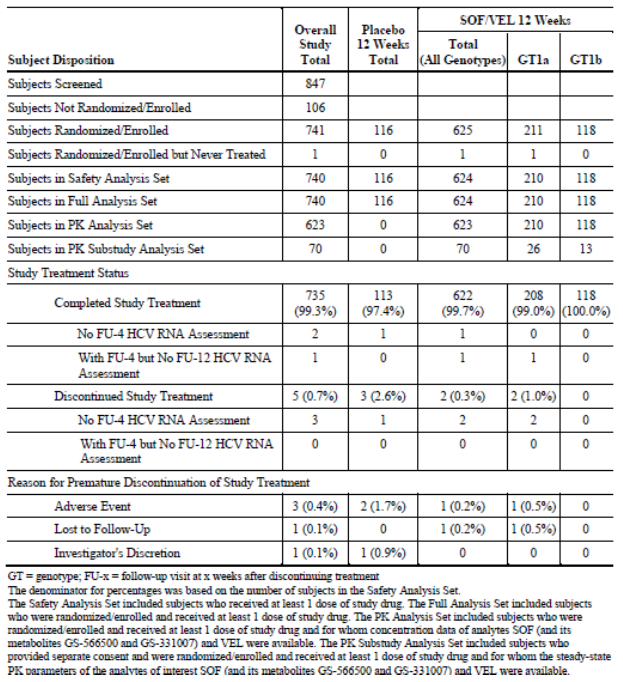 SOF/VEL 12 Weeks
Overall Placebo
Study 12 Weeks Total
Subject Disposition Total Total (All Genotypes) GT1a GT1b
Subjects Screened 847
Subjects Not Randomized/Enrolled 106
Subjects Randomized/Enrolled 741 116 625 211 118
Subjects Randomized/Enrolled but Never Treated 1 0 1 1 0
Subjects in Safety Analysis Set 740 116 624 210 118
Subjects in Full Analysis Set 740 116 624 210 118
Subjects in PK Analysis Set 623 0 623 210 118
Subjects in PK Substudy Analysis Set 70 0 70 26 13
Study Treatment Status
Completed Study Treatment 735 (99.3%) 113 (97.4%) 622 (99.7%) 208 (99.0%) 118 (100.0%)
No FU-4 HCV RNA Assessment 2 1 1 0 0
With FU-4 but No FU-12 HCV RNA 1 0 1 1 0
Assessment
Discontinued Study Treatment 5 (0.7%) 3 (2.6%) 2 (0.3%) 2 (1.0%) 0
No FU-4 HCV RNA Assessment 3 1 2 2 0
With FU-4 but No FU-12 HCV RNA 0 0 0 0 0
Assessment
Reason for Premature Discontinuation of Study Treatment
Adverse Event 3 (0.4%) 2 (1.7%) 1 (0.2%) 1 (0.5%) 0
Lost to Follow-Up 1 (0.1%) 0 1 (0.2%) 1 (0.5%) 0
Investigator's Discretion 1 (0.1%) 1 (0.9%) 0 0 0
GT = genotype; FU-x = follow-up visit at x weeks after discontinuing treatment
The denominator for percentages was based on the number of subjects in the Safety Analysis Set.
The Safety Analysis Set included subjects who received at least 1 dose of study drug. The Full Analysis Set included subjects
who were randomized/enrolled and received at least 1 dose of study drug. The PK Analysis Set included subjects who were
randomized/enrolled and received at least 1 dose of study drug and for whom concentration data of analytes SOF (and its
metabolites GS-566500 and GS-331007) and VEL were available. The PK Substudy Analysis Set included subjects who
provided separate consent and were randomized/enrolled and received at least 1 dose of study drug and for whom the steady-state
PK parameters of the analytes of interest SOF (and its metabolites GS-566500 and GS-331007) and VEL were available.